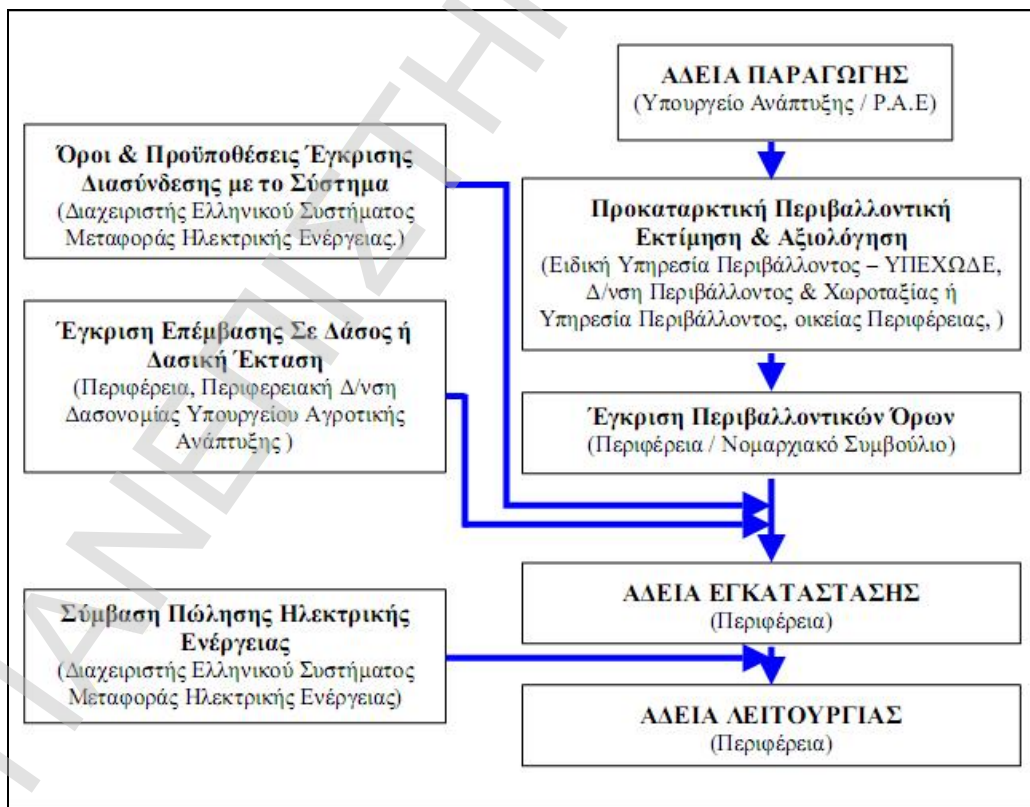 ΑΔΕΙΑ ΠΑΡΑΓΩΓΗΣ
(Υπουργείο Ανάπτυξης / Ρ.Α.Ε)
Όροι & Προϋποθέσεις Έγκρισης
Διασύνδεσης με το Σύστημα
(Διαχειριστής Ελληνικού Συστήματος
Μεταφοράς Ηλεκτρικής Ενέργειας.)
Προκαταρκτική Περιβαλλοντική
Εκτίμηση & Αξιολόγηση
(Ειδική Υπηρεσία Περιβάλλοντος – ΥΠΕΧΩΔΕ,
Δ/νση Περιβάλλοντος & Χωροταξίας ή
Υπηρεσία Περιβάλλοντος, οικείας Περιφέρειας, )
Έγκριση Επέμβασης Σε Δάσος ή
Δασική Έκταση
(Περιφέρεια, Περιφερειακή Δ/νση
Δασονομίας Υπουργείου Αγροτικής
Ανάπτυξης )
Έγκριση Περιβαλλοντικών Όρων
(Περιφέρεια / Νομαρχιακό Συμβούλιο)
ΑΔΕΙΑ ΕΓΚΑΤΑΣΤΑΣΗΣ
(Περιφέρεια)
Σύμβαση Πώλησης Ηλεκτρικής
Ενέργειας
(Διαχειριστής Ελληνικού Συστήματος
Μεταφοράς Ηλεκτρικής Ενέργειας)
ΑΔΕΙΑ ΛΕΙΤΟΥΡΓΙΑΣ
(Περιφέρεια)